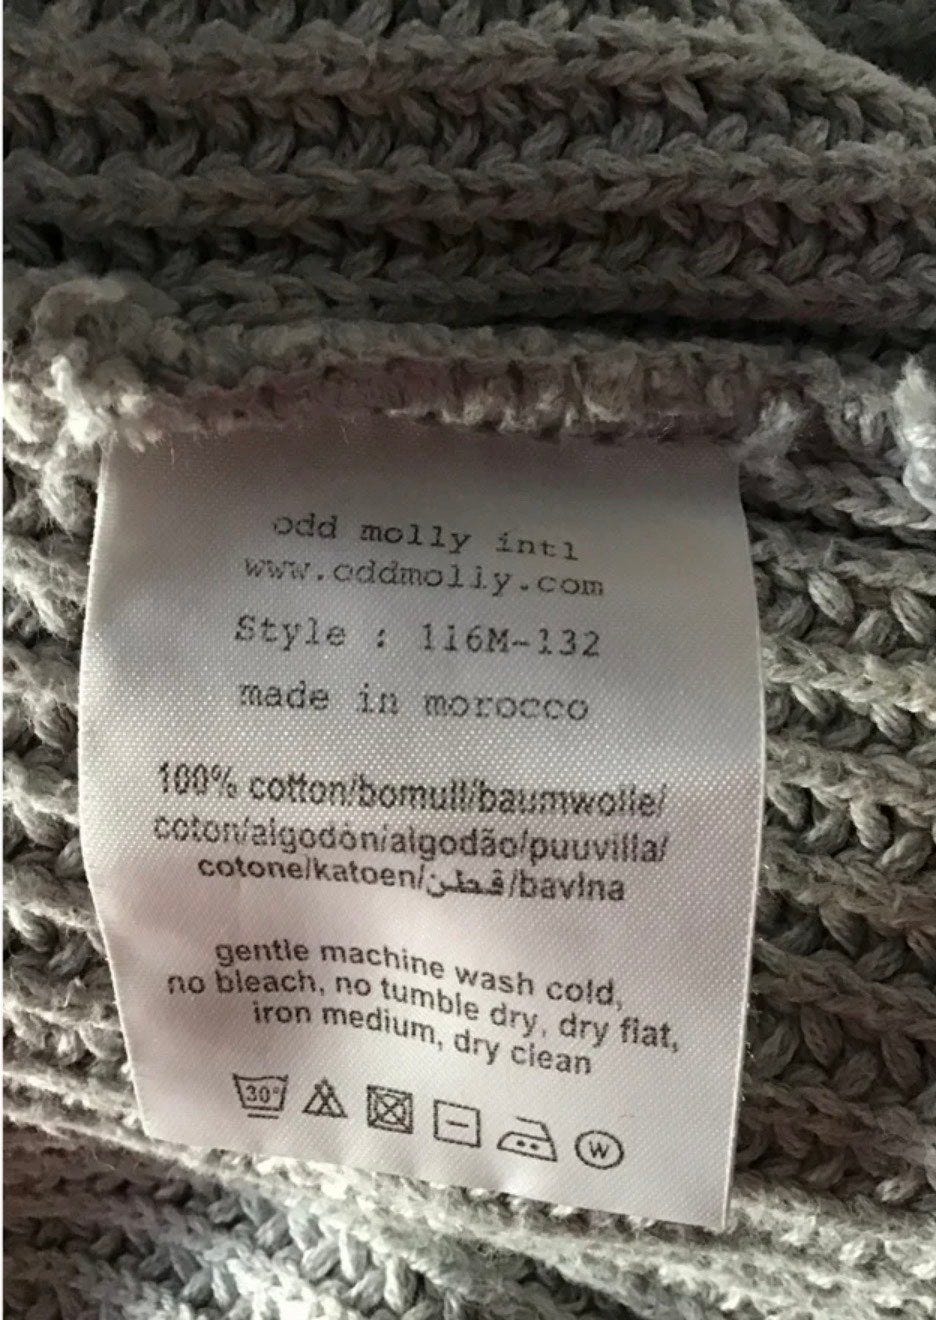 odd molly intl
www.oddmolly.com
Style : 116M-132
made in morocco
100% cotton/bomull/baumwolle/
coton/algodòn/algodão/puuvilla/
cotone/katoen/قطن/bavlna
gentle machine wash cold,
no bleach, no tumble dry, dry flat,
iron medium, dry clean
30° W